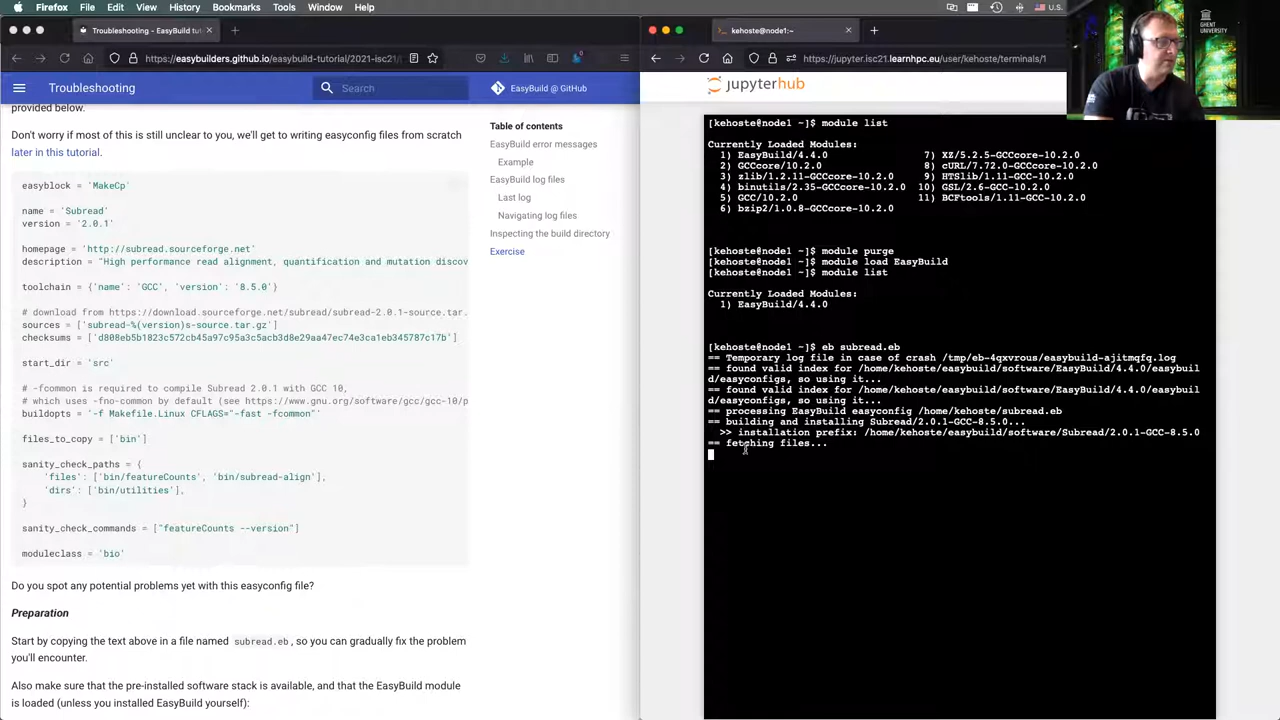 Firefox File Edit View History Bookmarks Tools Window Help
U.S.
Troubleshooting - EasyBuild tut
https://easybuilders.github.io/easybuild-tutorial/2021-isc21/
Troubleshooting
Search
EasyBuild @ GitHub
provided below.
Don't worry if most of this is still unclear to you, we'll get to writing easyconfig files from scratch
later in this tutorial.
easyblock = 'MakeCp'
name = 'Subread'
version = '2.0.1'
homepage = 'http://subread.sourceforge.net'
description = "High performance read alignment, quantification and mutation discov
toolchain = {'name': 'GCC', 'version': '8.5.0'}
# download from https://download.sourceforge.net/subread/subread-2.0.1-source.tar.
sources = ['subread-%(version)s-source.tar.gz']
checksums = ['d808eb5b1823c572cb45a97c95a3c5acb3d8e29aa47ec74e3ca1eb345787c17b']
start_dir = 'src'
# -fcommon is required to compile Subread 2.0.1 with GCC 10,
# which uses -fno-common by default (see https://www.gnu.org/software/gcc/gcc-10/p
buildopts = '-f Makefile.Linux CFLAGS="-fast -fcommon"'
files_to_copy = ['bin']
sanity_check_paths = {
'files': ['bin/featureCounts', 'bin/subread-align'],
'dirs': ['bin/utilities'],
}
sanity_check_commands = ["featureCounts --version"]
moduleclass = 'bio'
Do you spot any potential problems yet with this easyconfig file?
Preparation
Start by copying the text above in a file named subread.eb, so you can gradually fix the problem
you'll encounter.
Also make sure that the pre-installed software stack is available, and that the EasyBuild module
is loaded (unless you installed EasyBuild yourself):
Table of contents
EasyBuild error messages
Example
EasyBuild log files
Last log
Navigating log files
Inspecting the build directory
Exercise
kehoste@node1:~
https://jupyter.isc21.learnhpc.eu/user/kehoste/terminals/1
jupyterhub
GHENT
UNIVERSITY
[kehoste@node1 ~]$ module list
Currently Loaded Modules:
1) EasyBuild/4.4.0 7) XZ/5.2.5-GCCcore-10.2.0
2) GCCcore/10.2.0 8) cURL/7.72.0-GCCcore-10.2.0
3) zlib/1.2.11-GCCcore-10.2.0 9) HTSlib/1.11-GCC-10.2.0
4) binutils/2.35-GCCcore-10.2.0 10) GSL/2.6-GCC-10.2.0
5) GCC/10.2.0 11) BCFtools/1.11-GCC-10.2.0
6) bzip2/1.0.8-GCCcore-10.2.0
[kehoste@node1 ~]$ module purge
[kehoste@node1 ~]$ module load EasyBuild
[kehoste@node1 ~]$ module list
Currently Loaded Modules:
1) EasyBuild/4.4.0
[kehoste@node1 ~]$ eb subread.eb
== Temporary log file in case of crash /tmp/eb-4qxvrous/easybuild-ajitmqfq.log
== found valid index for /home/kehoste/easybuild/software/EasyBuild/4.4.0/easybuil
d/easyconfigs, so using it...
== found valid index for /home/kehoste/easybuild/software/EasyBuild/4.4.0/easybuil
d/easyconfigs, so using it...
== processing EasyBuild easyconfig /home/kehoste/subread.eb
== building and installing Subread/2.0.1-GCC-8.5.0...
>> installation prefix: /home/kehoste/easybuild/software/Subread/2.0.1-GCC-8.5.0
== fetching files...